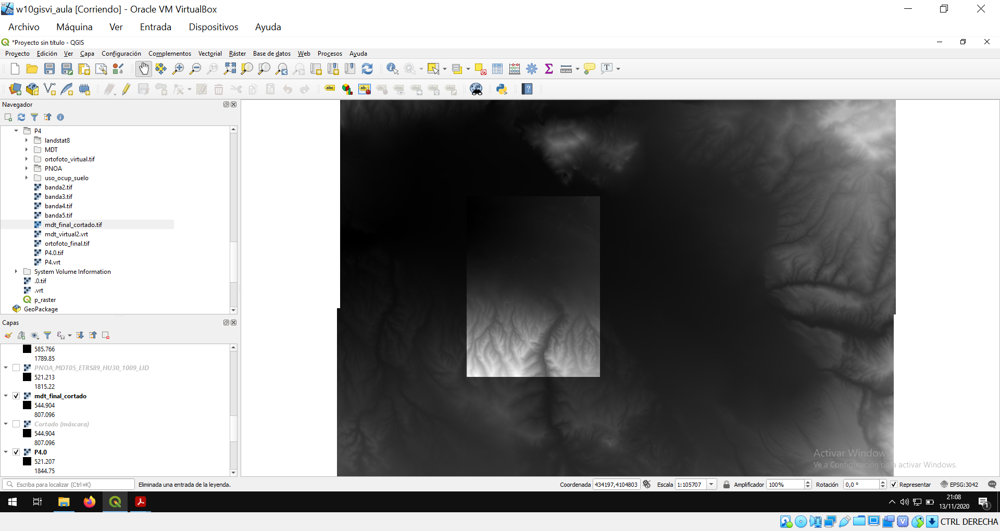 w10gisvi_aula [Corriendo] - Oracle VM VirtualBox
Archivo Máquina Ver Entrada Dispositivos Ayuda
*Proyecto sin título - QGIS
Proyecto Edición Ver Capa Configuración Complementos Vectorial Ráster Base de datos Web Procesos Ayuda
Navegador
P4
landstat8
MDT
ortofoto_virtual.tif
PNOA
uso_ocup_suelo
banda2.tif
banda3.tif
banda4.tif
banda5.tif
mdt_final_cortado.tif
mdt_virtual2.vrt
ortofoto_final.tif
P4.0.tif
P4.vrt
System Volume Information
.0.tif
.vrt
p_raster
GeoPackage
Capas
585.766
1789.85
PNOA_MDT05_ETRS89_HU30_1009_LID
521.213
1815.22
mdt_final_cortado
544.904
807.096
Cortado (máscara)
544.904
807.096
P4.0
521.207
1844.75
Activar Windows
Ve a Configuración para activar Windows.
Escriba para localizar (Ctrl+K) Eliminada una entrada de la leyenda. Coordenada 434197,4104803 Escala 1:105707 Amplificador 100% Rotación 0,0 ° Representar EPSG:3042
21:08
13/11/2020
1
CTRL DERECHA